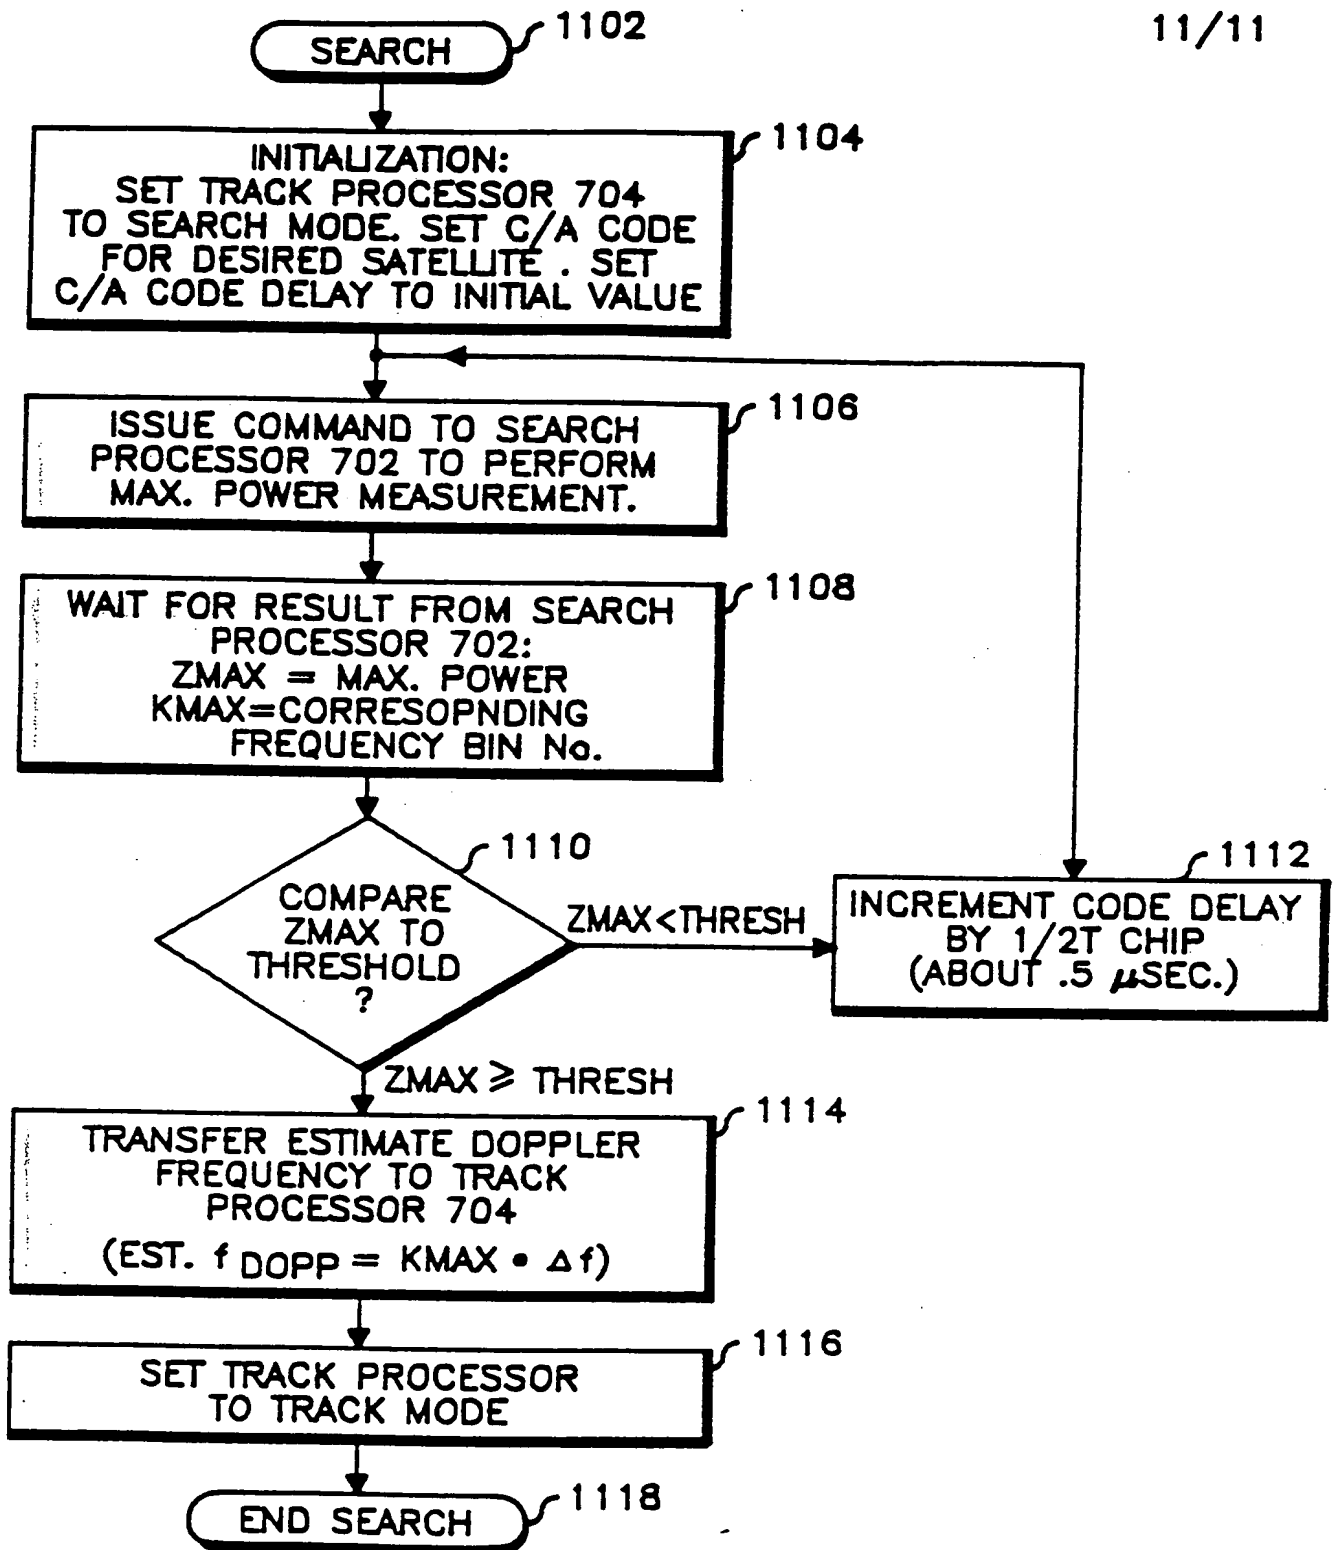 11/11
SEARCH
1102
1104
INITIALIZATION:
SET TRACK PROCESSOR 704
TO SEARCH MODE. SET C/A CODE
FOR DESIRED SATELLITE . SET
C/A CODE DELAY TO INITIAL VALUE
1106
ISSUE COMMAND TO SEARCH
PROCESSOR 702 TO PERFORM
MAX. POWER MEASUREMENT.
1108
WAIT FOR RESULT FROM SEARCH
PROCESSOR 702:
ZMAX = MAX. POWER
KMAX=CORRESOPNDING
FREQUENCY BIN No.
1110
COMPARE
ZMAX TO
THRESHOLD
?
ZMAX<THRESH
1112
INCREMENT CODE DELAY
BY 1/2T CHIP
(ABOUT .5 μSEC.)
ZMAX ⩾ THRESH
1114
TRANSFER ESTIMATE DOPPLER
FREQUENCY TO TRACK
PROCESSOR 704
(EST. f DOPP = KMAX • Δf)
1116
SET TRACK PROCESSOR
TO TRACK MODE
1118
END SEARCH